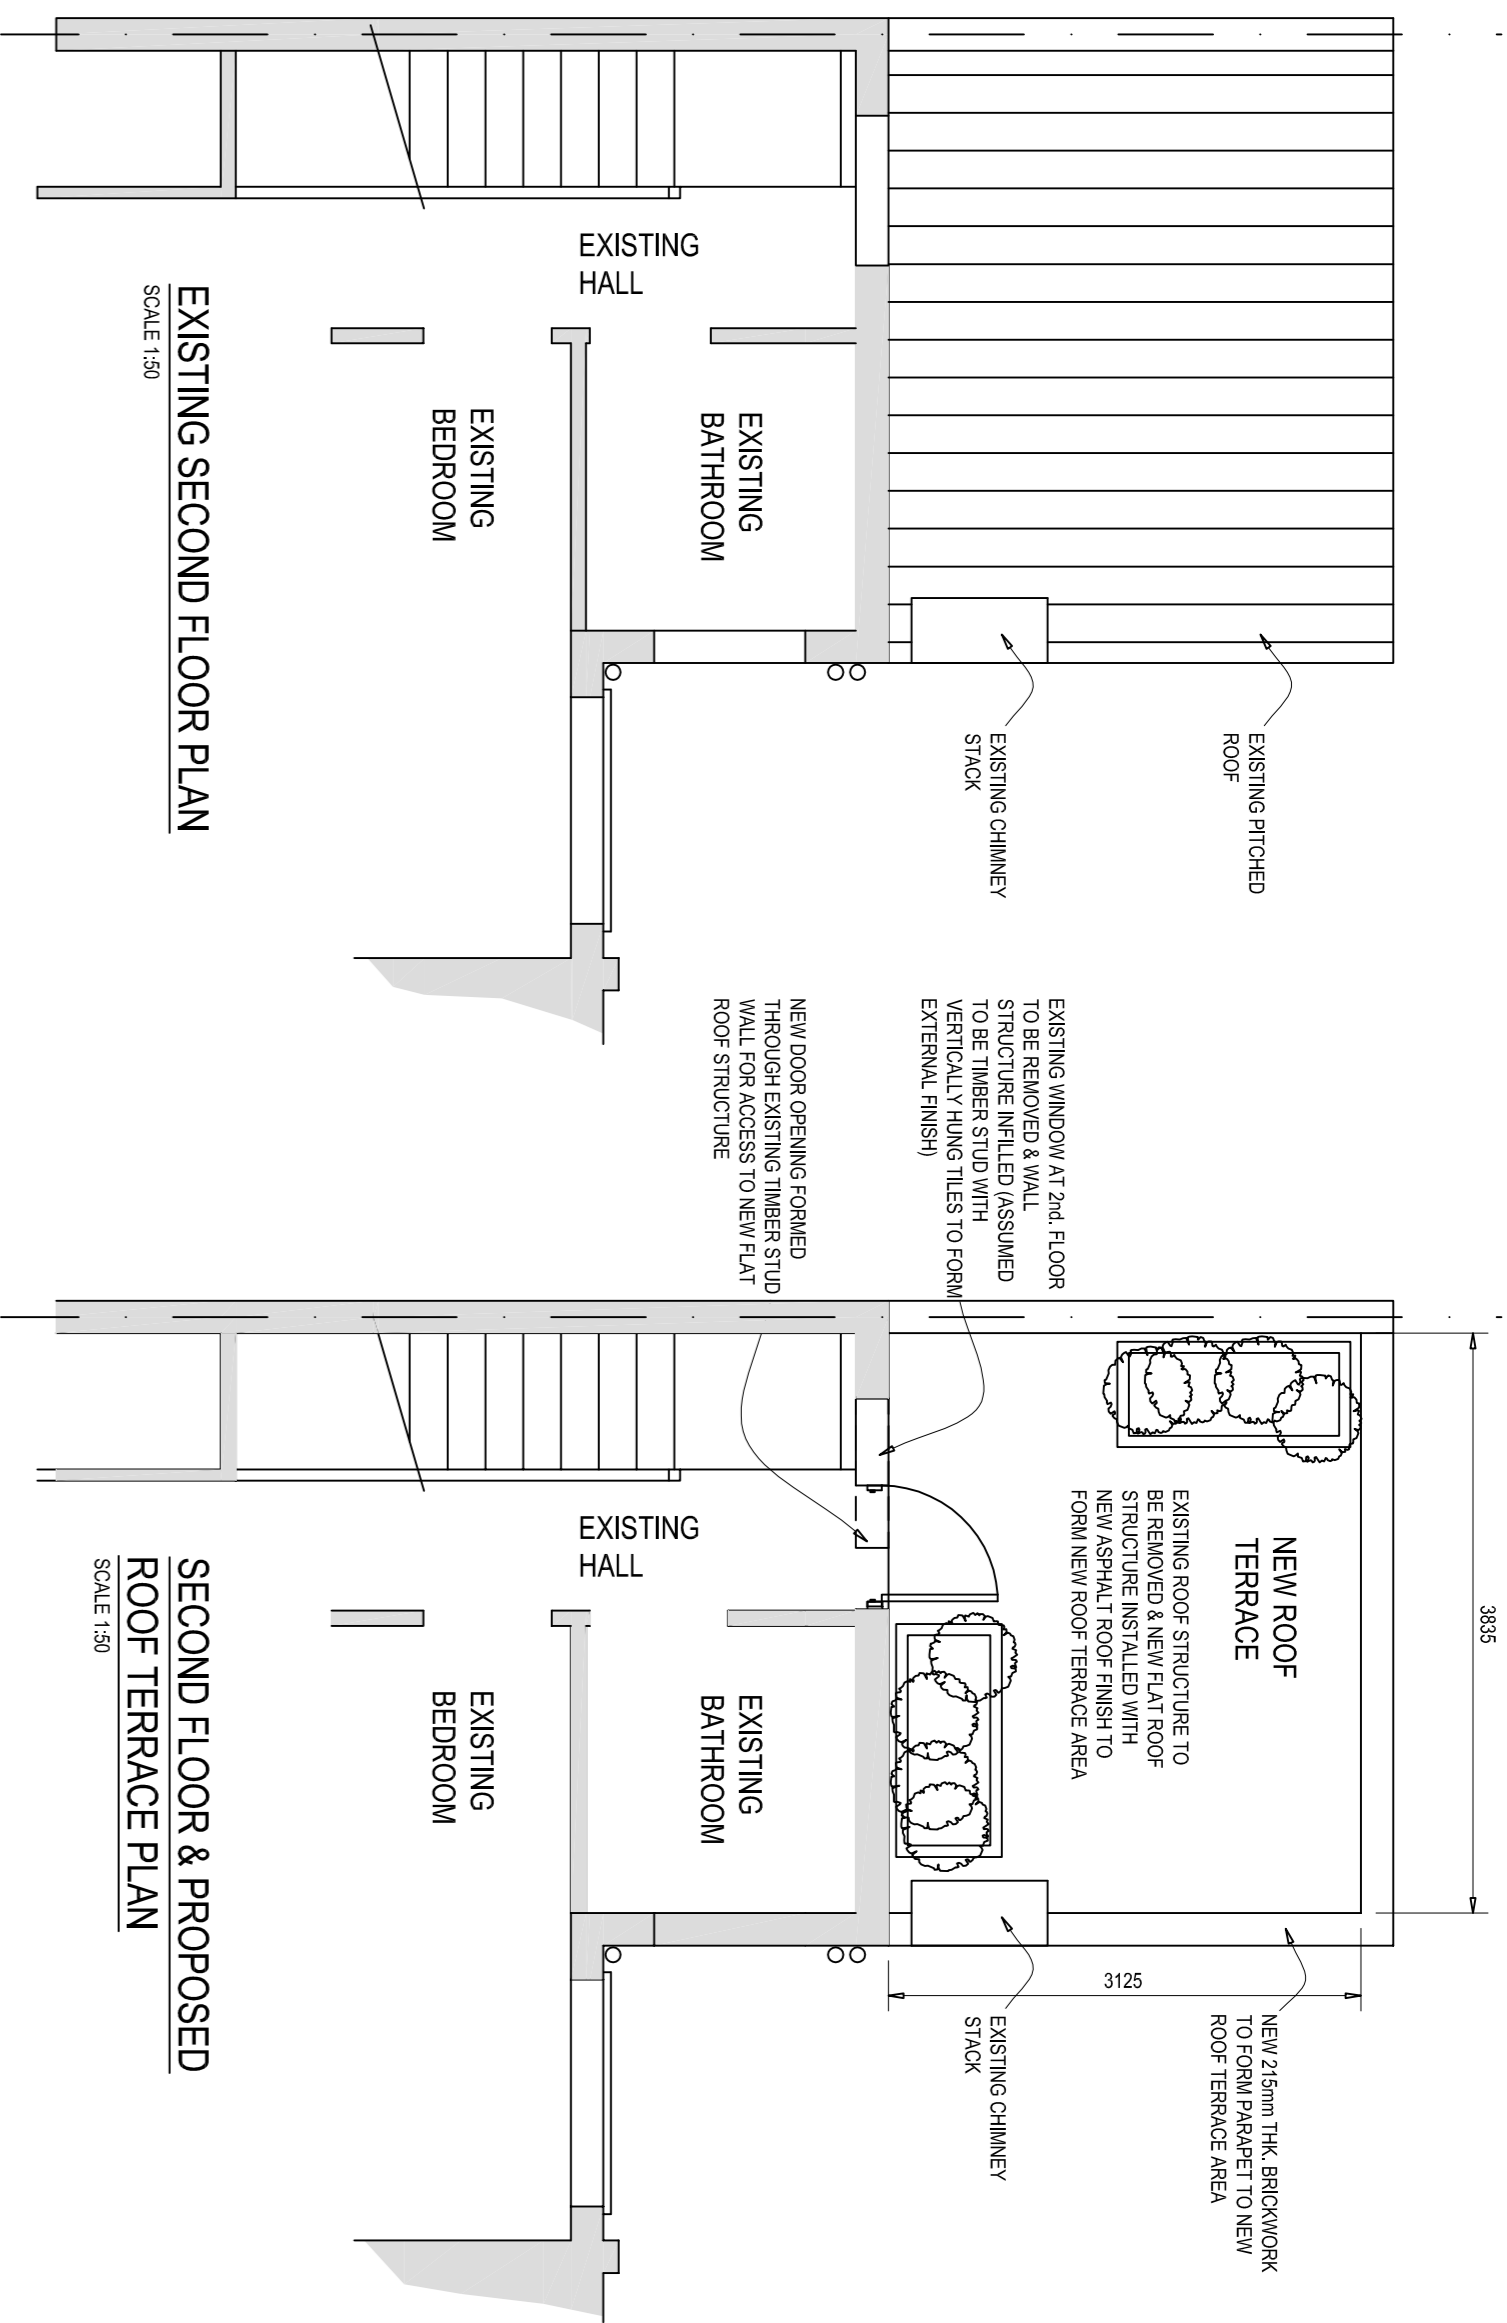 EXISTING PITCHED
ROOF
EXISTING CHIMNEY
STACK
EXISTING
HALL
EXISTING
BATHROOM
EXISTING
BEDROOM
EXISTING SECOND FLOOR PLAN
SCALE 1:50
EXISTING WINDOW AT 2nd. FLOOR
TO BE REMOVED & WALL
STRUCTURE INFILLED (ASSUMED
TO BE TIMBER STUD WITH
VERTICALLY HUNG TILES TO FORM
EXTERNAL FINISH)
NEW DOOR OPENING FORMED
THROUGH EXISTING TIMBER STUD
WALL FOR ACCESS TO NEW FLAT
ROOF STRUCTURE
3835
NEW ROOF
TERRACE
EXISTING ROOF STRUCTURE TO
BE REMOVED & NEW FLAT ROOF
STRUCTURE INSTALLED WITH
NEW ASPHALT ROOF FINISH TO
FORM NEW ROOF TERRACE AREA
3125
NEW 215mm THK. BRICKWORK
TO FORM PARAPET TO NEW
ROOF TERRACE AREA
EXISTING CHIMNEY
STACK
EXISTING
HALL
EXISTING
BATHROOM
EXISTING
BEDROOM
SECOND FLOOR & PROPOSED
ROOF TERRACE PLAN
SCALE 1:50